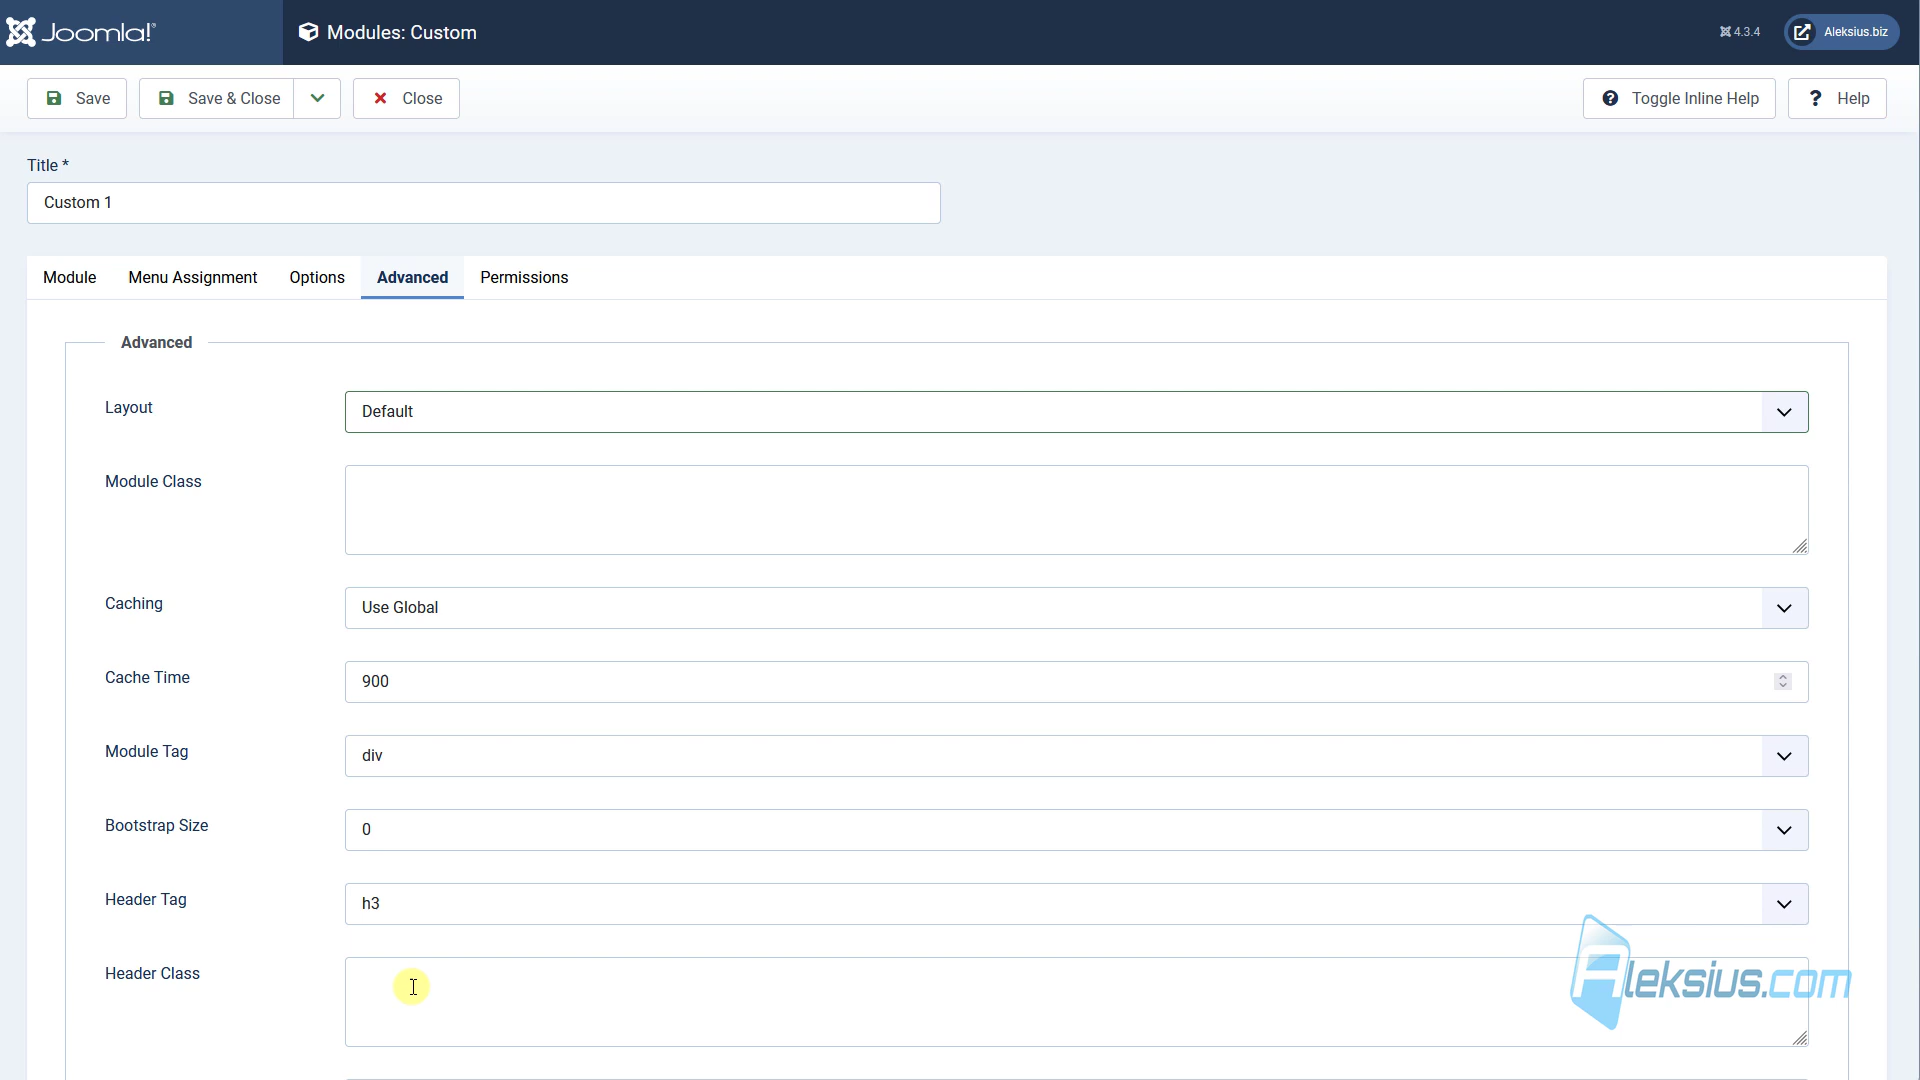 Joomla!
Modules: Custom
4.3.4
Aleksius.biz
Save
Save & Close
Close
Toggle Inline Help
? Help
Title *
Custom 1
Module
Menu Assignment
Options
Advanced
Permissions
Advanced
Layout
Default
Module Class
Caching
Use Global
Cache Time
900
Module Tag
div
Bootstrap Size
0
Header Tag
h3
Header Class
Aleksius.com